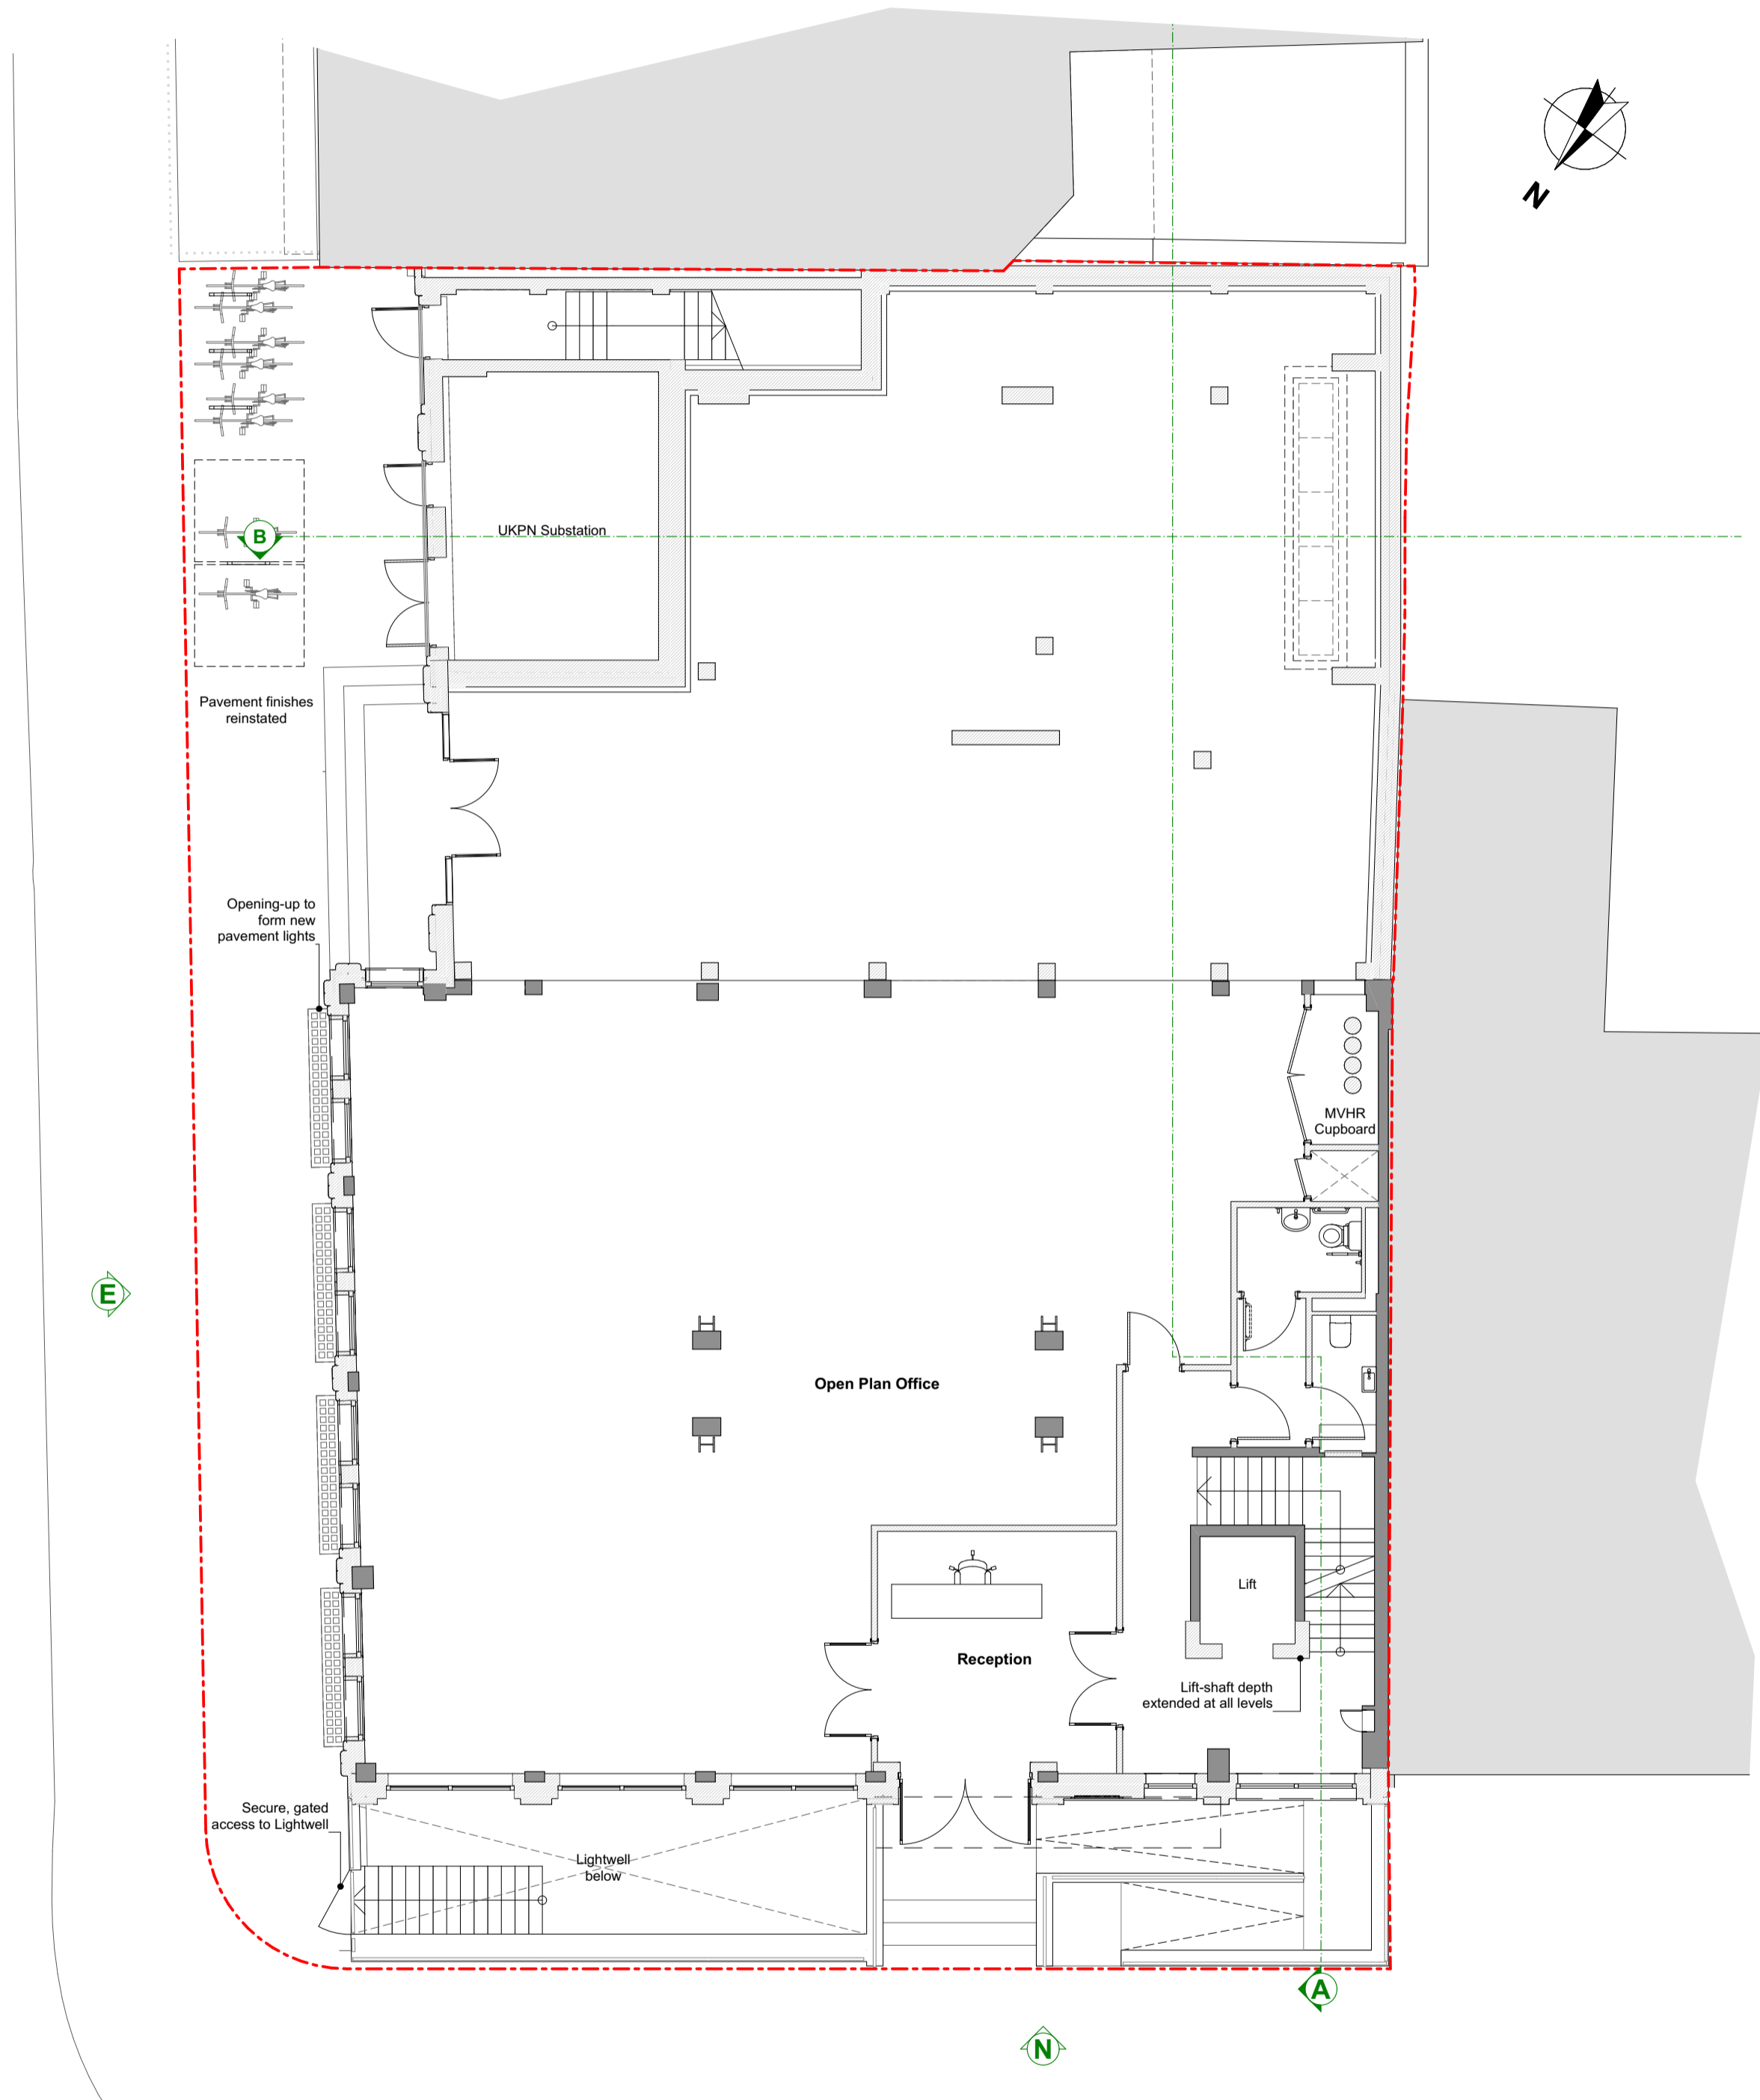 N
UKPN Substation
B
Pavement finishes
reinstated
Opening-up to
form new
pavement lights
MVHR
Cupboard
E
Open Plan Office
Lift
Reception
Lift-shaft depth
extended at all levels
Secure, gated
access to Lightwell
Lightwell
below
A
N